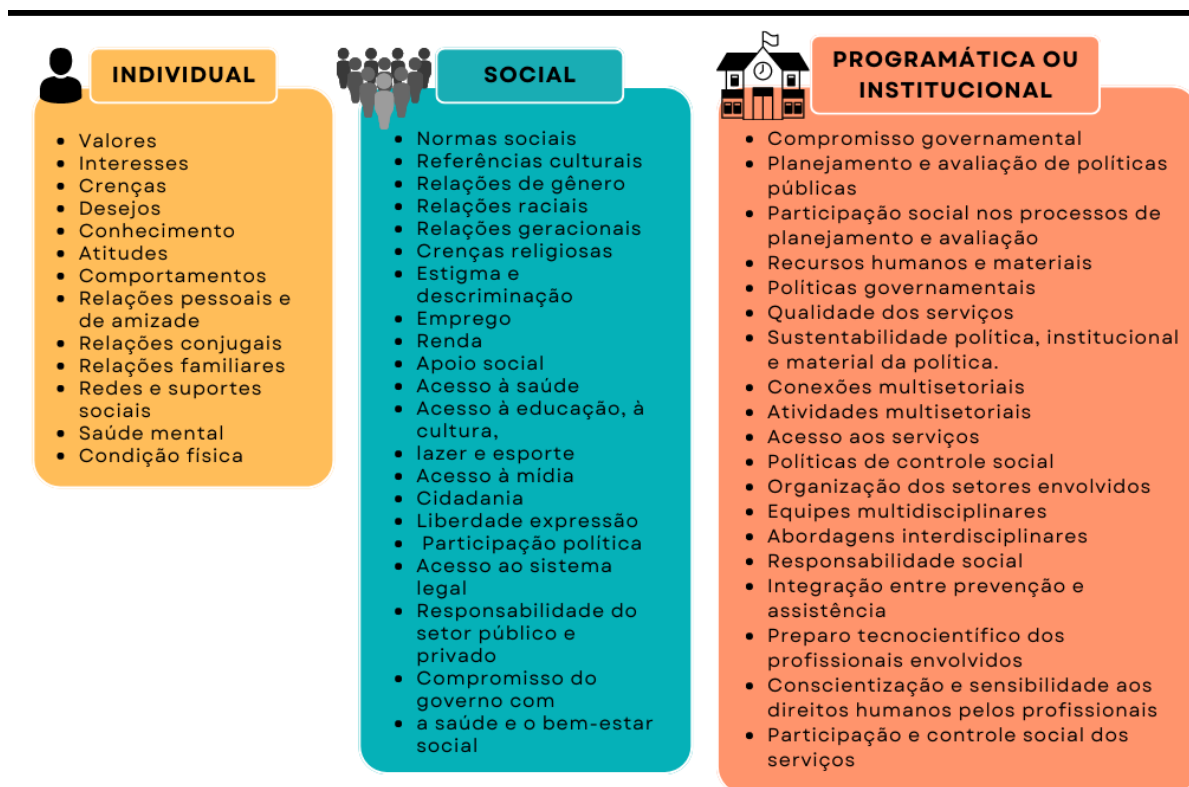 INDIVIDUAL
• Valores
• Interesses
• Crenças
• Desejos
• Conhecimento
• Atitudes
• Comportamentos
• Relações pessoais e
de amizade
• Relações conjugais
• Relações familiares
• Redes e suportes
sociais
• Saúde mental
• Condição física
SOCIAL
• Normas sociais
• Referências culturais
• Relações de gênero
• Relações raciais
• Relações geracionais
• Crenças religiosas
• Estigma e
descriminação
• Emprego
• Renda
• Apoio social
• Acesso à saúde
• Acesso à educação, à
cultura,
• lazer e esporte
• Acesso à mídia
• Cidadania
• Liberdade expressão
• Participação política
• Acesso ao sistema
legal
• Responsabilidade do
setor público e
privado
• Compromisso do
governo com
• a saúde e o bem-estar
social
PROGRAMÁTICA OU
INSTITUCIONAL
• Compromisso governamental
• Planejamento e avaliação de políticas
públicas
• Participação social nos processos de
planejamento e avaliação
• Recursos humanos e materiais
• Políticas governamentais
• Qualidade dos serviços
• Sustentabilidade política, institucional
e material da política.
• Conexões multisetoriais
• Atividades multisetoriais
• Acesso aos serviços
• Políticas de controle social
• Organização dos setores envolvidos
• Equipes multidisciplinares
• Abordagens interdisciplinares
• Responsabilidade social
• Integração entre prevenção e
assistência
• Preparo tecnocientífico dos
profissionais envolvidos
• Conscientização e sensibilidade aos
direitos humanos pelos profissionais
• Participação e controle social dos
serviços